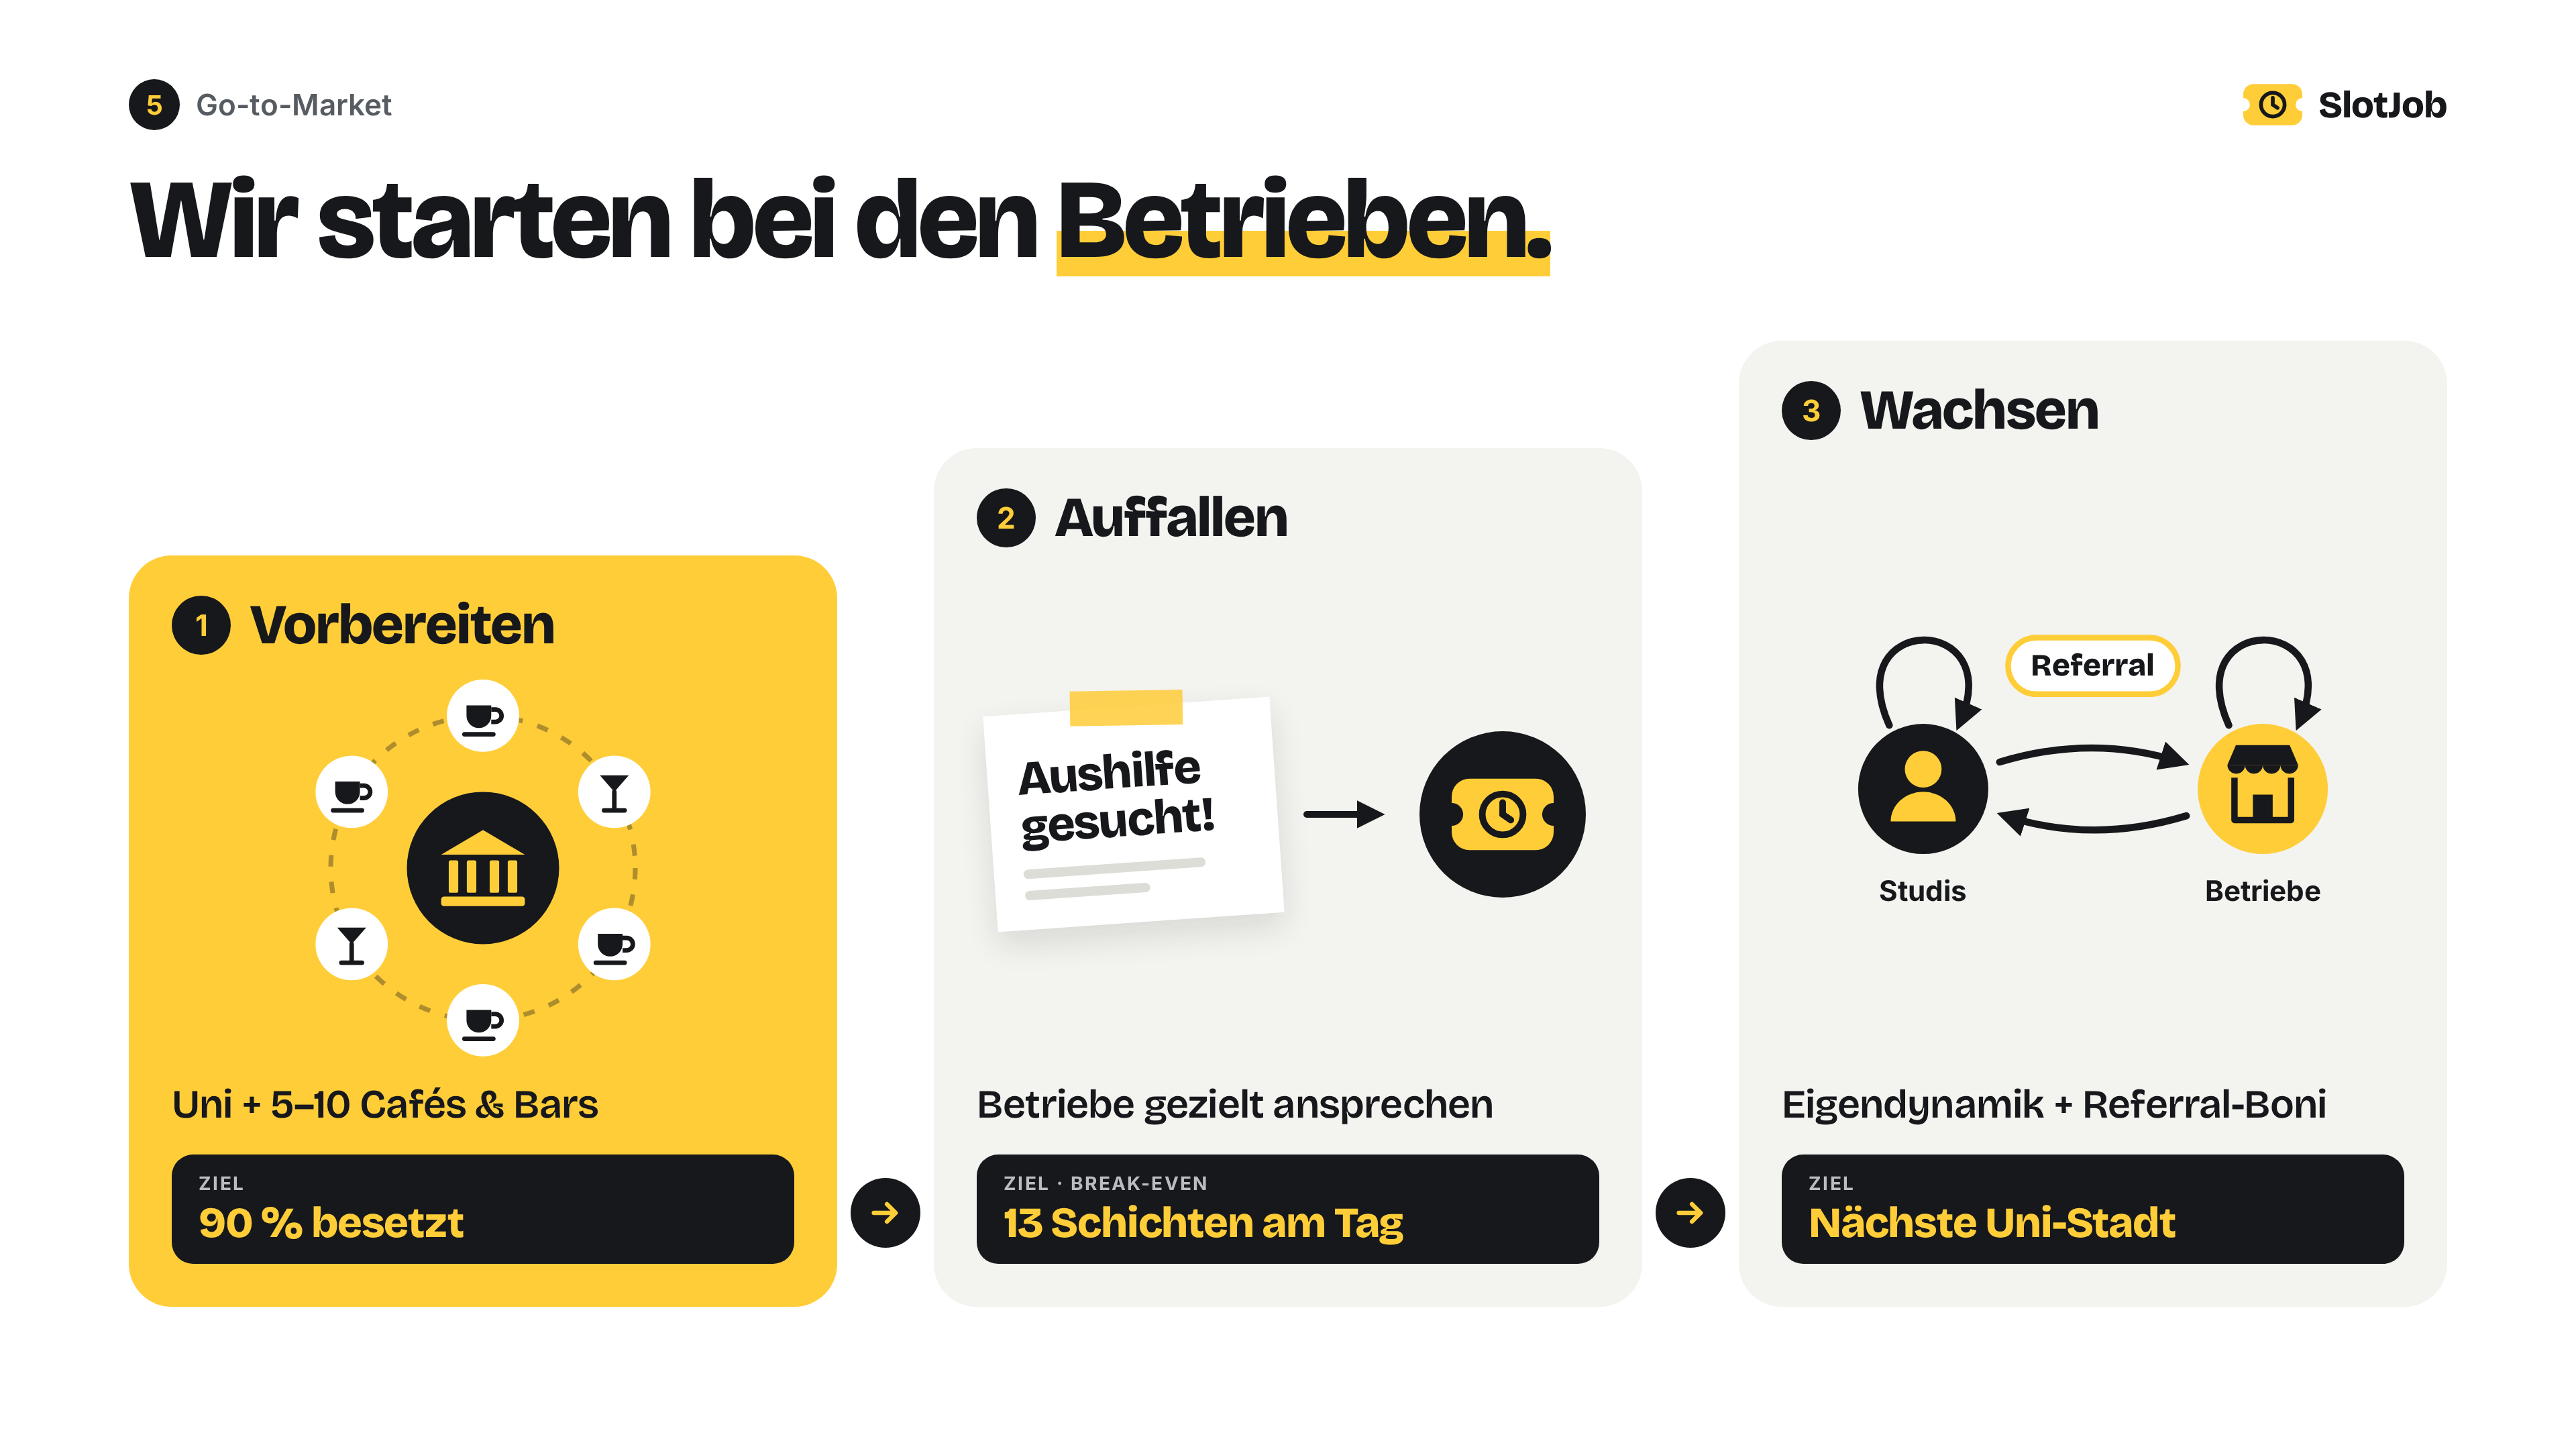 5 Go-to-Market
SlotJob
Wir starten bei den Betrieben.
1 Vorbereiten
Uni + 5–10 Cafés & Bars
ZIEL
90 % besetzt
2 Auffallen
Aushilfe
gesucht!
Betriebe gezielt ansprechen
ZIEL · BREAK-EVEN
13 Schichten am Tag
3 Wachsen
Referral
Studis
Betriebe
Eigendynamik + Referral-Boni
ZIEL
Nächste Uni-Stadt